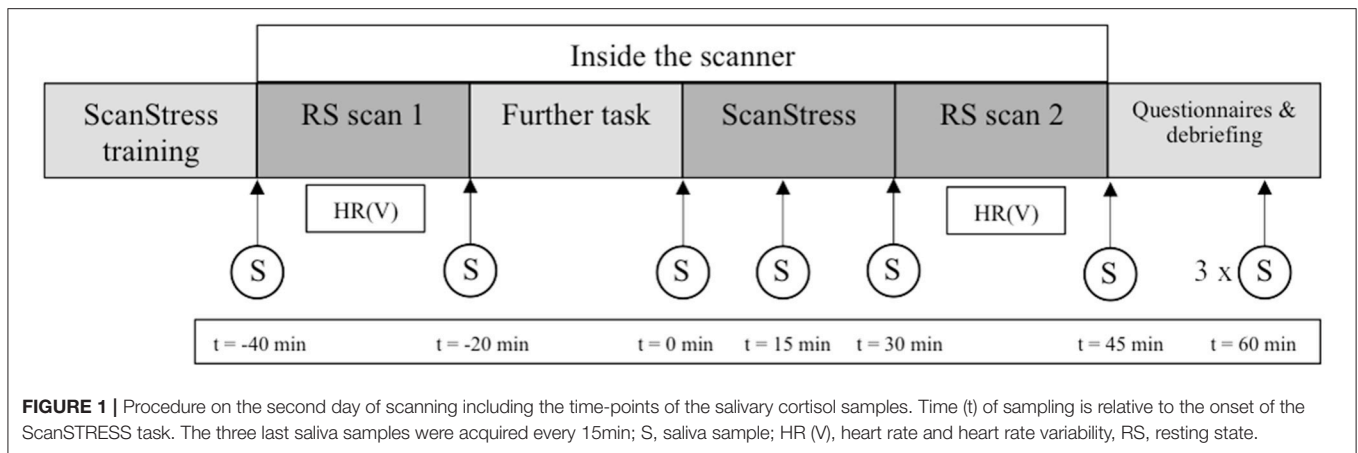 Inside the scanner
ScanStress training
RS scan 1
Further task
ScanStress
RS scan 2
Questionnaires & debriefing
HR(V)
HR(V)
S
S
S
S
S
S
3 x S
t = -40 min
t = -20 min
t = 0 min
t = 15 min
t = 30 min
t = 45 min
t = 60 min
FIGURE 1 | Procedure on the second day of scanning including the time-points of the salivary cortisol samples. Time (t) of sampling is relative to the onset of the
ScanSTRESS task. The three last saliva samples were acquired every 15min; S, saliva sample; HR (V), heart rate and heart rate variability, RS, resting state.